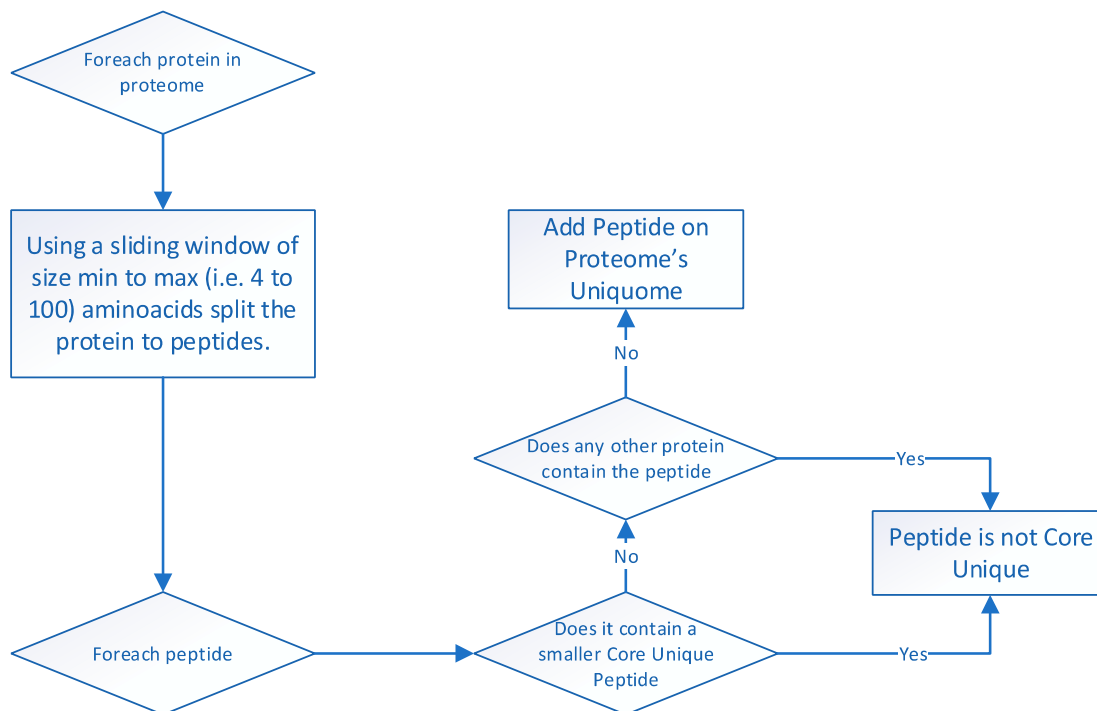 Foreach protein in
proteome
Using a sliding window of
size min to max (i.e. 4 to
100) aminoacids split the
protein to peptides.
Add Peptide on
Proteome's
Uniquome
No
Does any other protein
contain the peptide
Yes
Peptide is not Core
Unique
No
Foreach peptide
Does it contain a
smaller Core Unique
Peptide
Yes